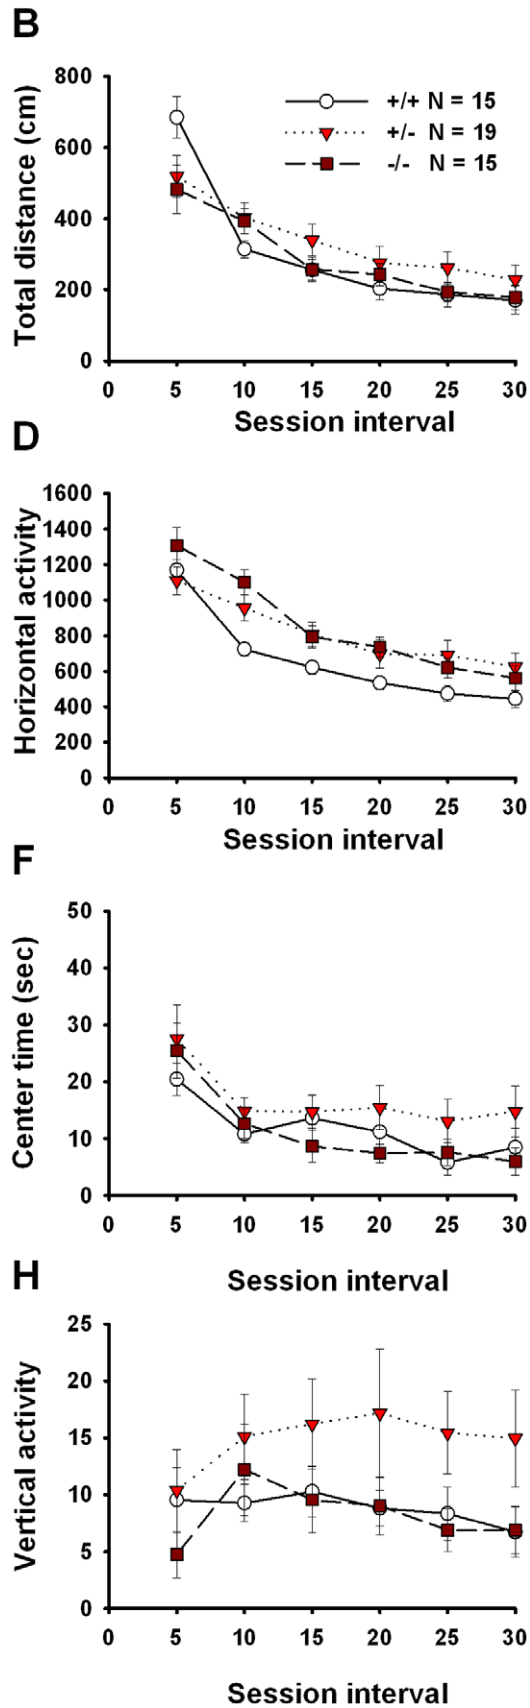 B
Total distance (cm)
800
600
400
200
0
+/+ N = 15
+/- N = 19
-/- N = 15
0 5 10 15 20 25 30
Session interval
D
Horizontal activity
1600
1400
1200
1000
800
600
400
200
0
0 5 10 15 20 25 30
Session interval
F
Center time (sec)
50
40
30
20
10
0
0 5 10 15 20 25 30
Session interval
H
Vertical activity
25
20
15
10
5
0
0 5 10 15 20 25 30
Session interval